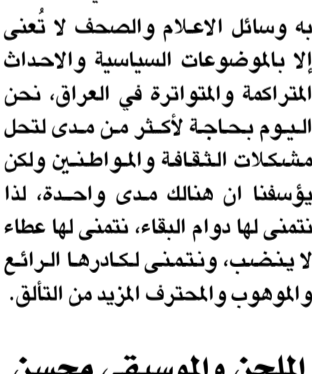 به وسائل الاعلام والصحف لا تُعنى
إلا بالموضوعات السياسية والاحداث
المتراكمة والمتواترة في العراق، نحن
اليوم بحاجة لأكثر من مدى لتحل
مشكلات الثقافة والمواطنين ولكن
يؤسفنا ان هنالك مدى واحدة، لذا
نتمنى لها دوام البقاء، نتمنى لها عطاء
لا ينضب، ونتمنى لكادرها الرائع
والموهوب والمحترف المزيد من التألق.
الملحن والموسيقي محسن